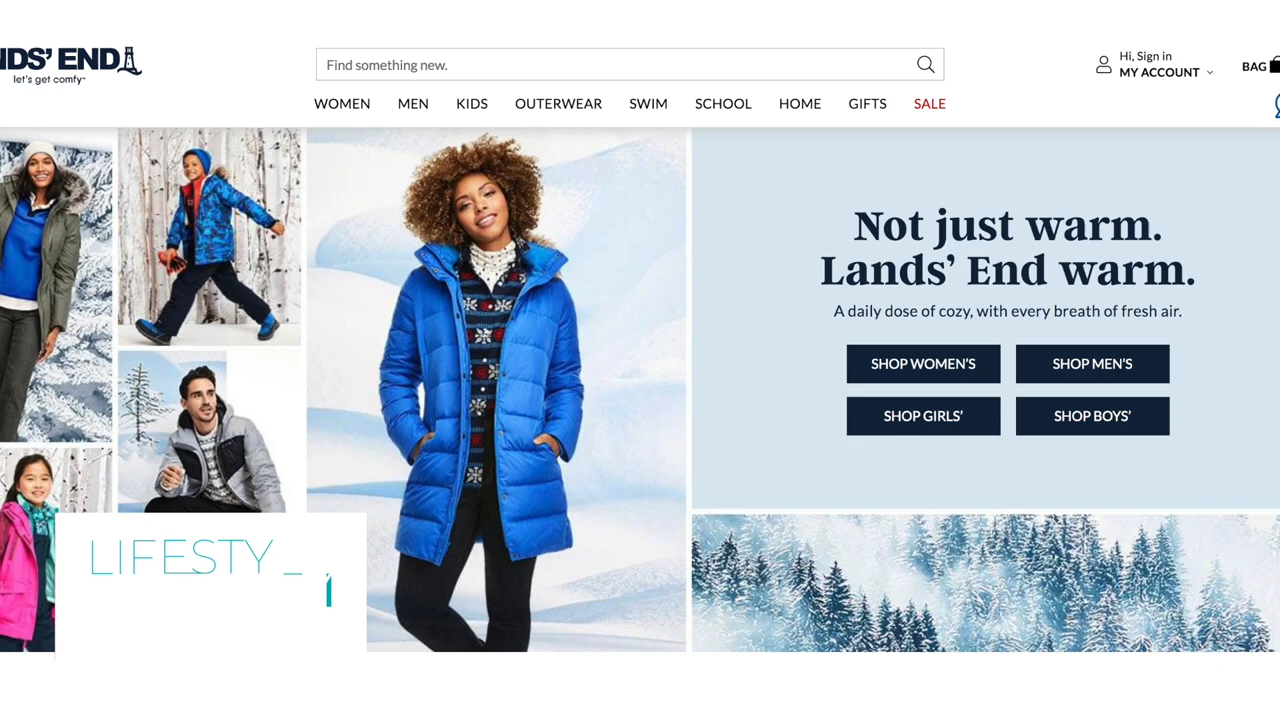 NDS' END
let's get comfy™
Find something new.
Hi, Sign in
MY ACCOUNT
BAG
WOMEN MEN KIDS OUTERWEAR SWIM SCHOOL HOME GIFTS SALE
Not just warm.
Lands' End warm.
A daily dose of cozy, with every breath of fresh air.
SHOP WOMEN'S SHOP MEN'S
SHOP GIRLS' SHOP BOYS'
LIFESTY